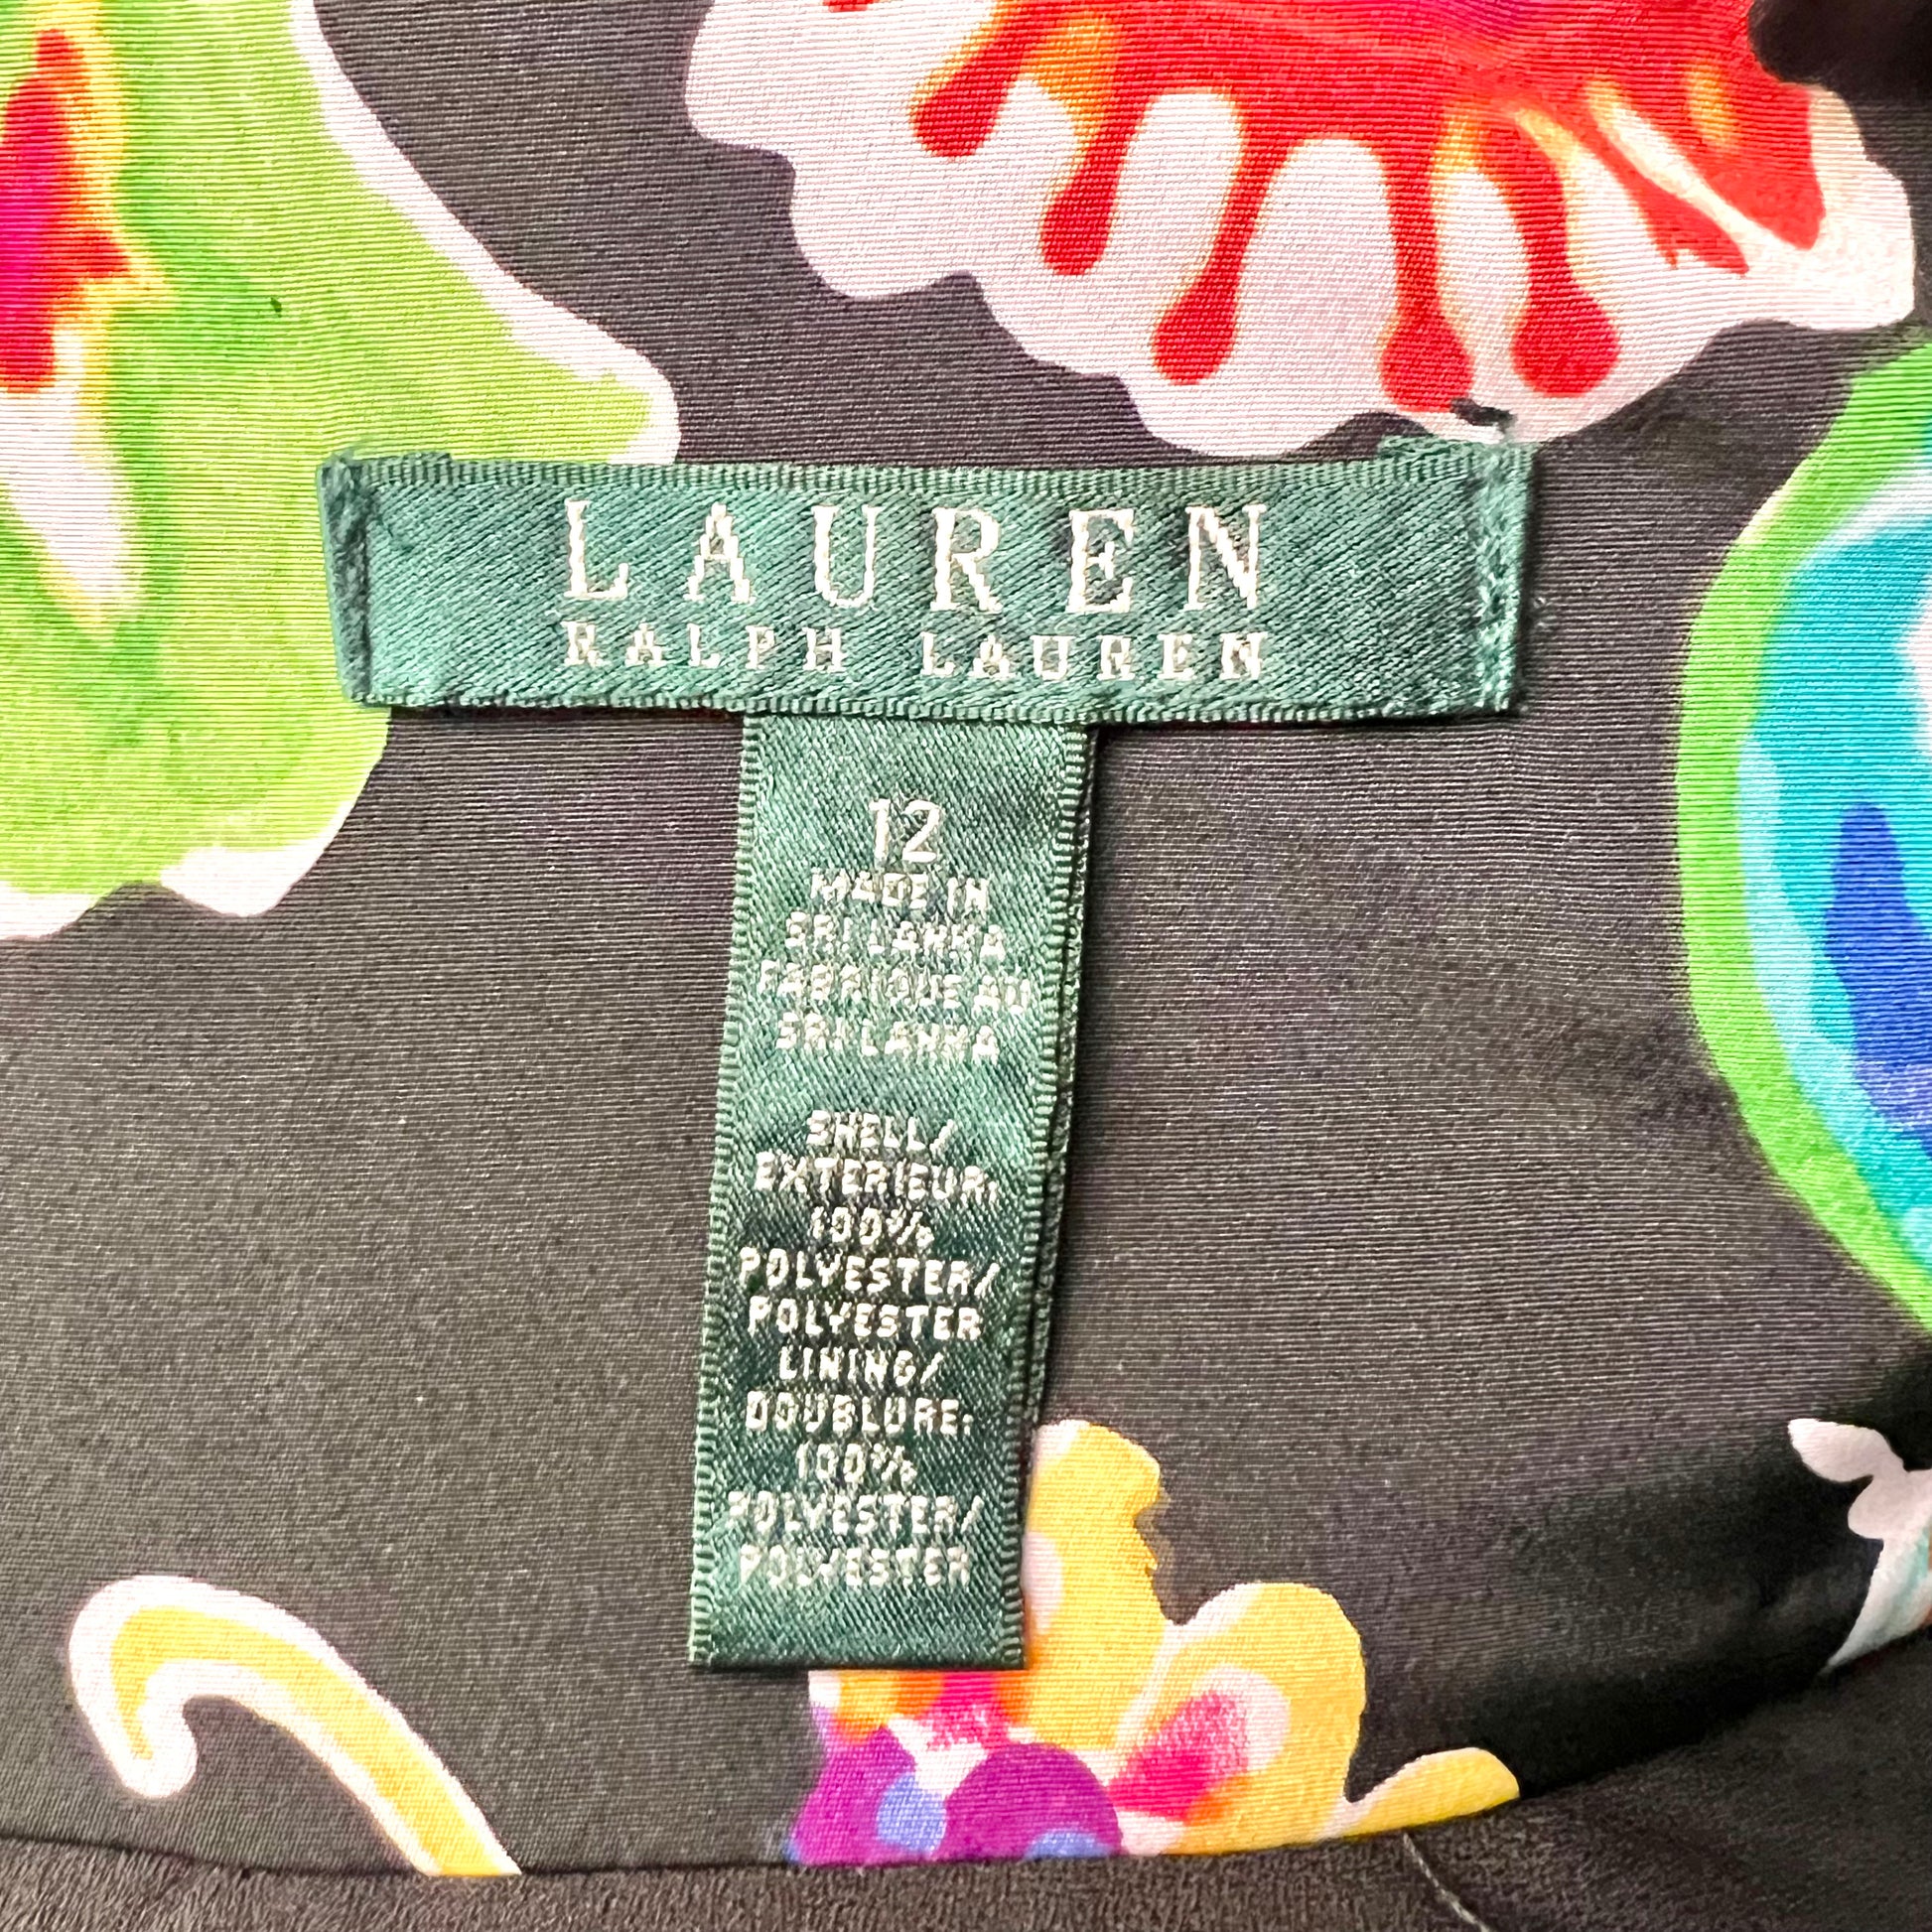 LAUREN
RALPH LAUREN
12
MADE IN
SRI LANKA
FABRIQUE AU
SRI LANKA
SHELL/
EXTERIEUR:
100%
POLYESTER/
POLYESTER
LINING/
DOUBLURE:
100%
POLYESTER/
POLYESTER